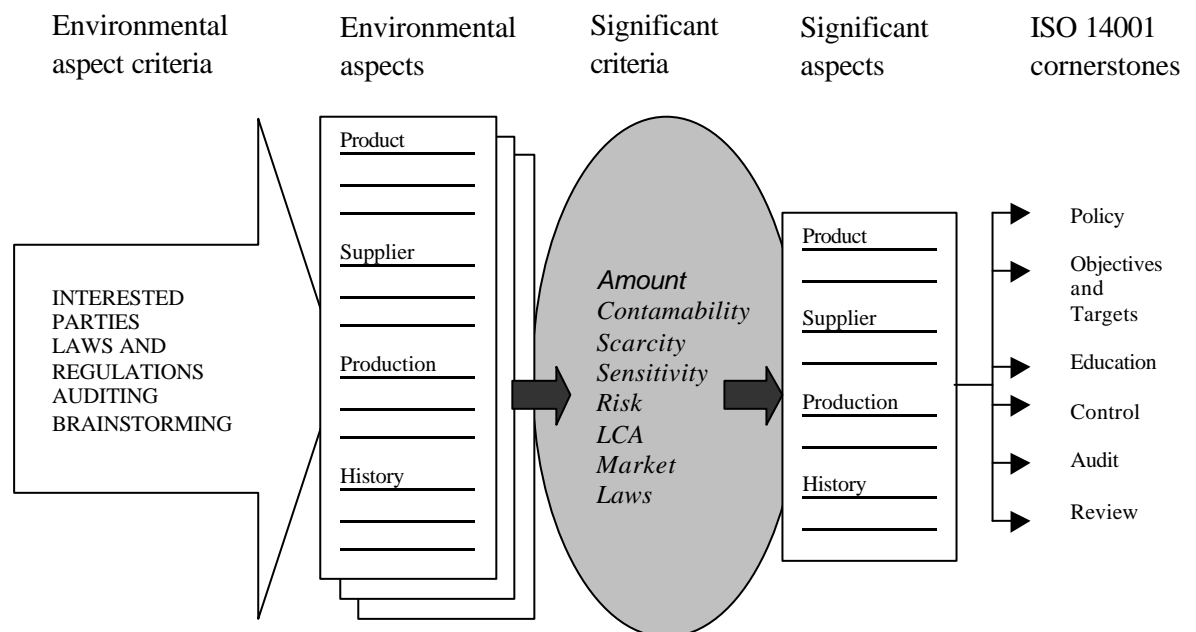 Environmental
aspect criteria
Environmental
aspects
Significant
criteria
Significant
aspects
ISO 14001
cornerstones
INTERESTED
PARTIES
LAWS AND
REGULATIONS
AUDITING
BRAINSTORMING
Product
Supplier
Production
History
Amount
Contamability
Scarcity
Sensitivity
Risk
LCA
Market
Laws
Product
Supplier
Production
History
Policy
Objectives
and
Targets
Education
Control
Audit
Review